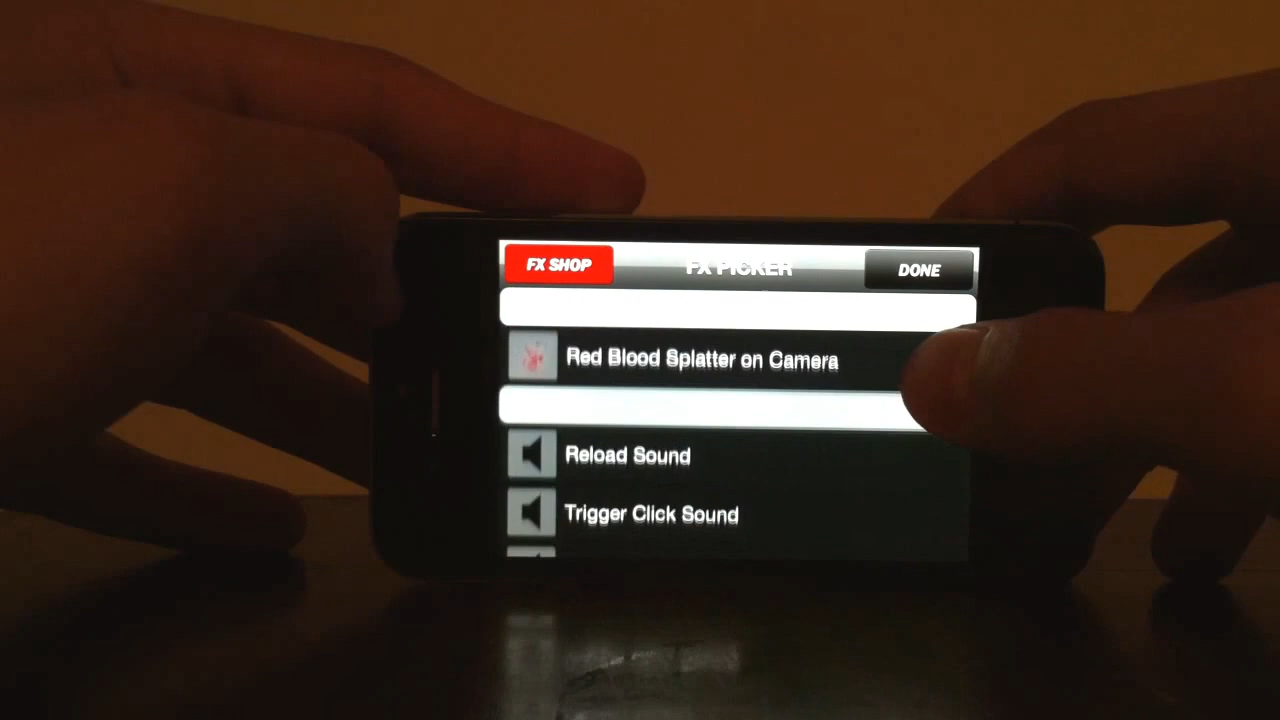 FX SHOP
FX PICKER
DONE
Red Blood Splatter on Camera
Reload Sound
Trigger Click Sound